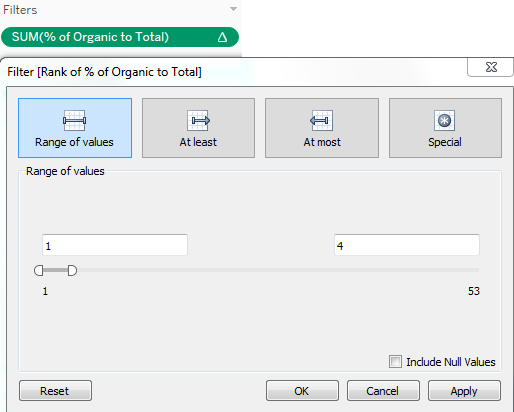 Filters
SUM(% of Organic to Total) Δ
Filter [Rank of % of Organic to Total]
Range of values At least At most Special
Range of values
1 4
1 53
Include Null Values
Reset OK Cancel Apply